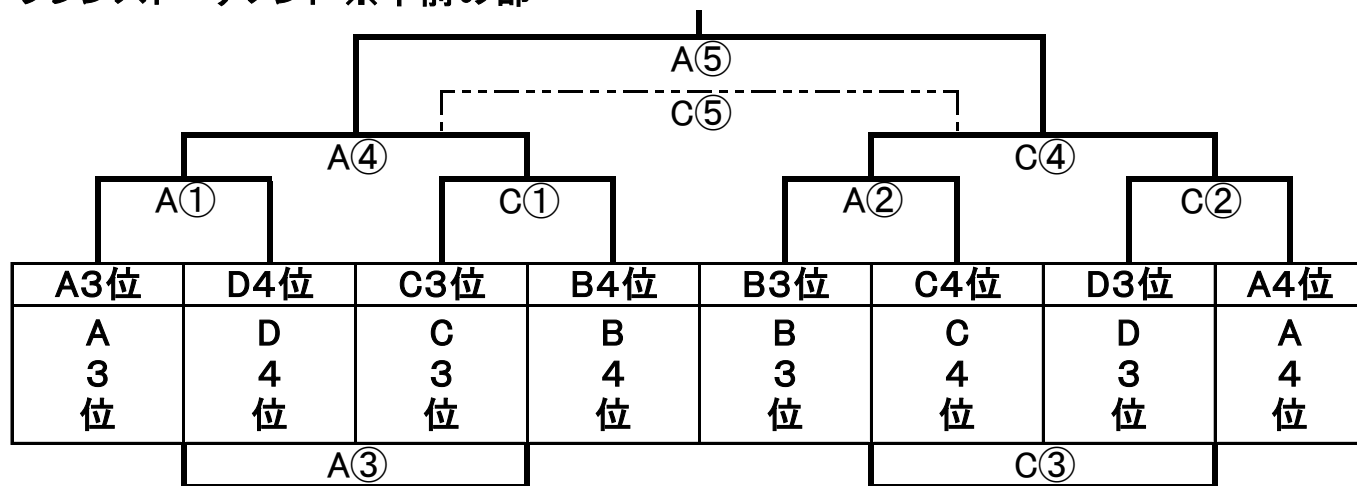 A⑤
C⑤
A④ C④
A① C① A② C②
A3位 D4位 C3位 B4位 B3位 C4位 D3位 A4位
A D C B B C D A
3 4 3 4 3 4 3 4
位 位 位 位 位 位 位 位
A③ C③